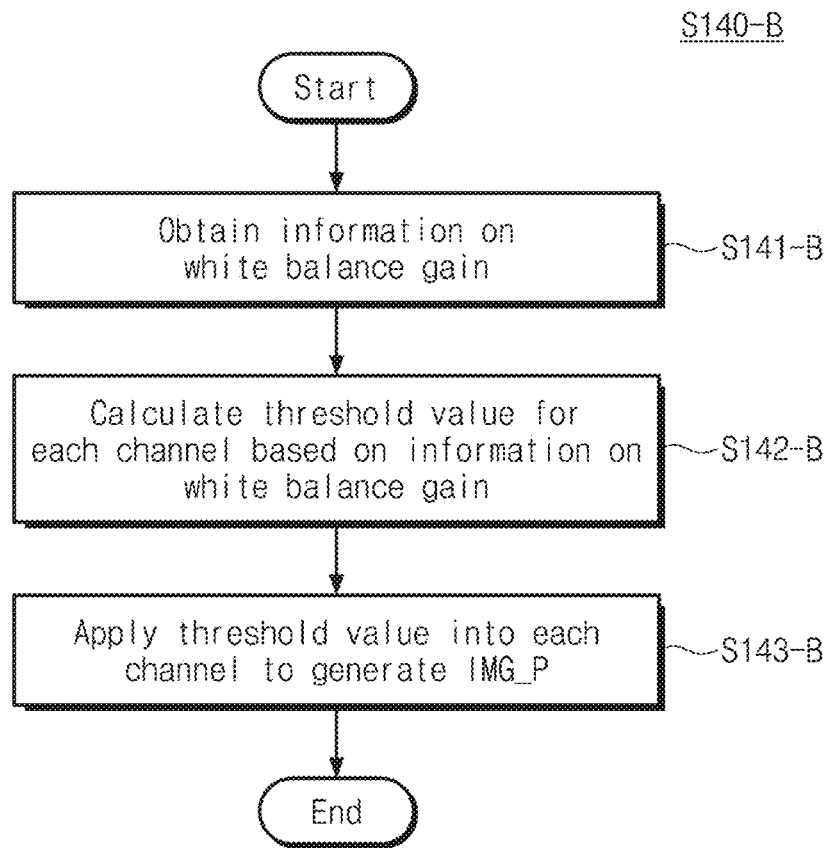 S140-B
Start
Obtain information on
white balance gain
S141-B
Calculate threshold value for
each channel based on information on
white balance gain
S142-B
Apply threshold value into each
channel to generate IMG_P
S143-B
End